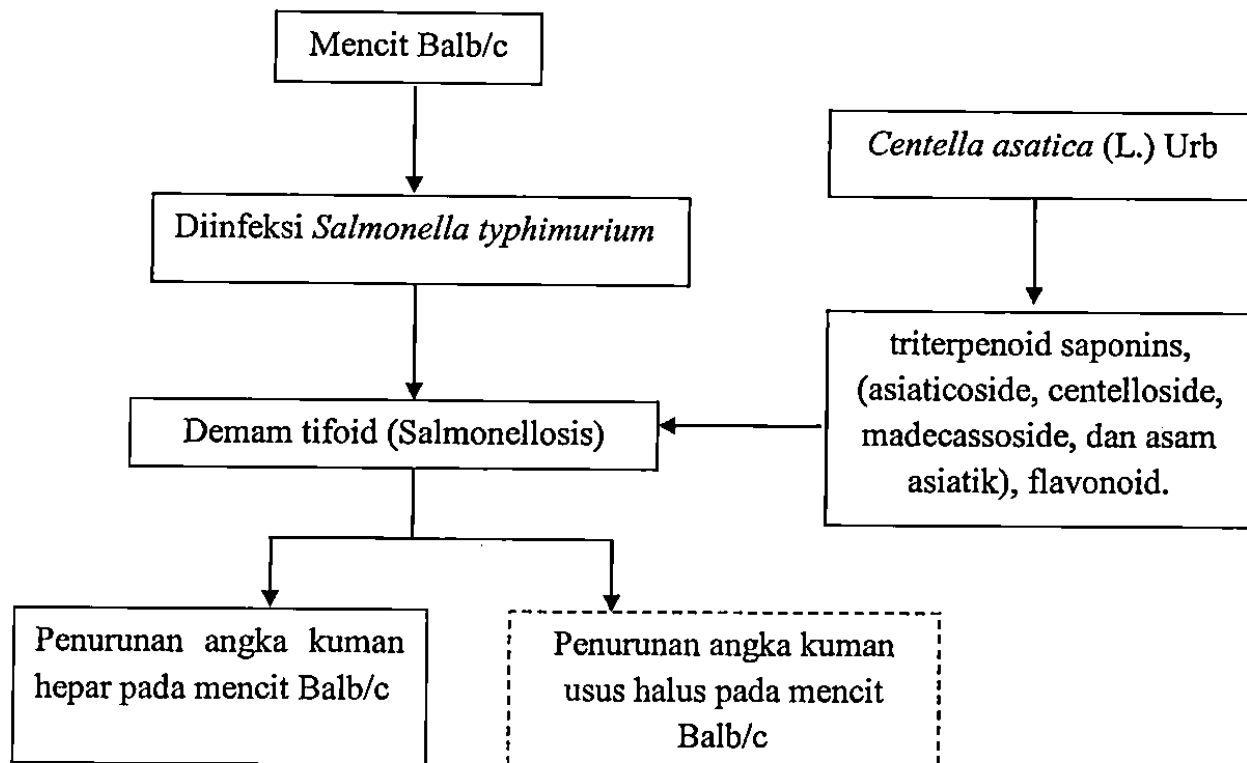 Mencit Balb/c
Centella asatica (L.) Urb
Diinfeksi Salmonella typhimurium
triterpenoid saponins,
(asiaticoside, centelloside,
madecassoside, dan asam
asiatik), flavonoid.
Demam tifoid (Salmonellosis)
Penurunan angka kuman
hepar pada mencit Balb/c
Penurunan angka kuman
usus halus pada mencit
Balb/c